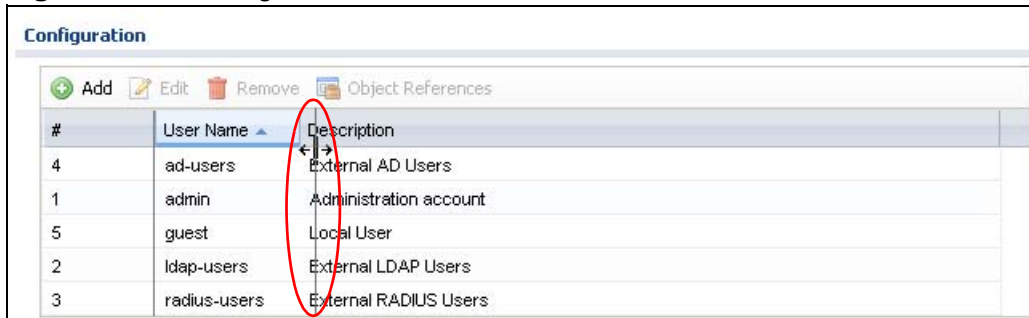 Configuration
Add Edit Remove Object References
# User Name Description
4 ad-users External AD Users
1 admin Administration account
5 guest Local User
2 ldap-users External LDAP Users
3 radius-users External RADIUS Users